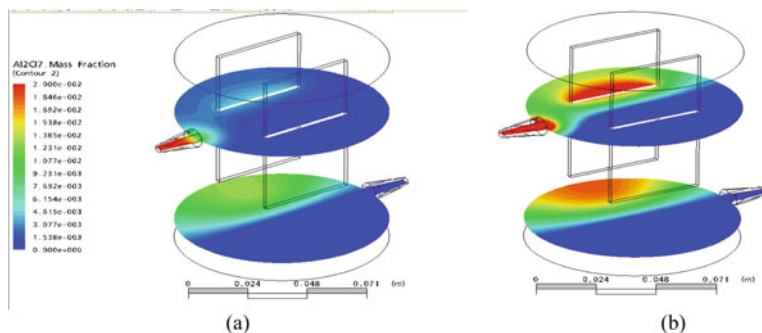 Al2Cl7.Mass Fraction
(Contour 2)
2.000e-002
1.846e-002
1.692e-002
1.538e-002
1.385e-002
1.231e-002
1.077e-002
9.231e-003
7.692e-003
6.154e-003
4.615e-003
3.077e-003
1.538e-003
0.000e+000
0 0.024 0.048 0.071 (m)
0 0.024 0.048 0.071 (m)
(a) (b)